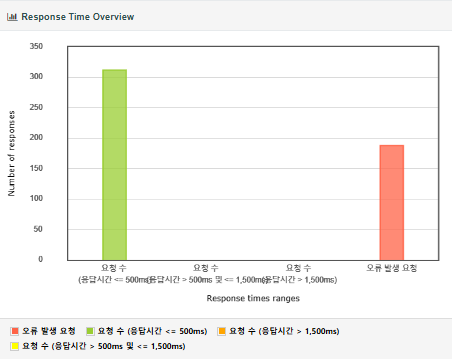 Response Time Overview
350
300
250
200
150
100
50
0
Number of responses
요청 수
(응답시간 <= 500ms)
요청 수
(응답시간 > 500ms 및 <= 1,500ms)
요청 수
(응답시간 > 1,500ms)
오류 발생 요청
Response times ranges
오류 발생 요청 요청 수 (응답시간 <= 500ms) 요청 수 (응답시간 > 1,500ms)
요청 수 (응답시간 > 500ms 및 <= 1,500ms)